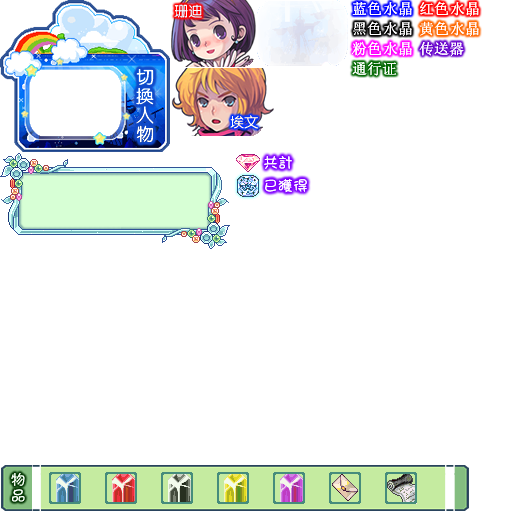 切換人物
珊迪
埃文
蓝色水晶 红色水晶
黑色水晶 黄色水晶
粉色水晶 传送器
通行证
共計
已獲得
物品